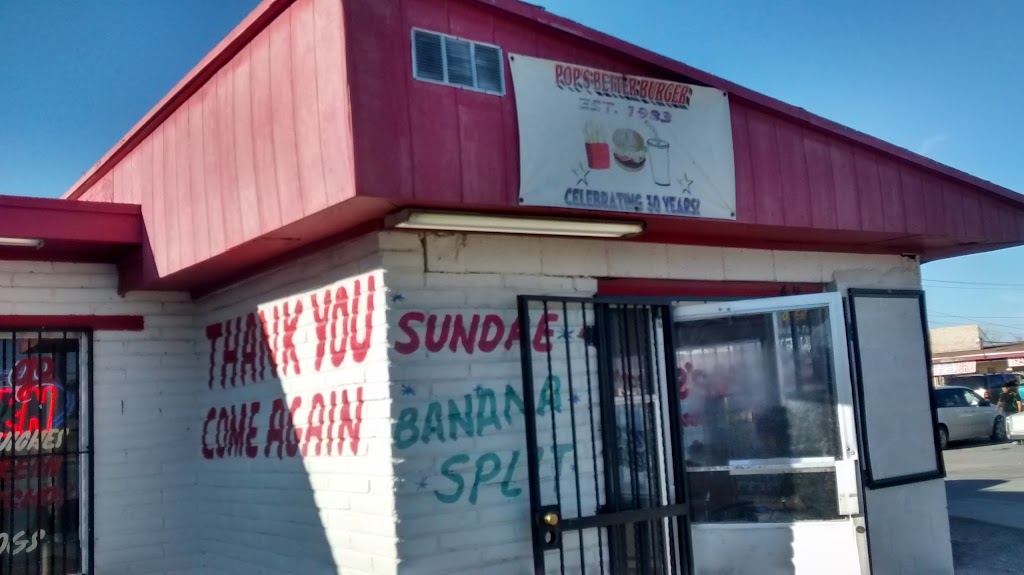 POP'S BETTER BURGER
EST. 1983
CELEBRATING 30 YEARS!
THANK YOU
COME AGAIN
SUNDAE
BANANA
SPLIT